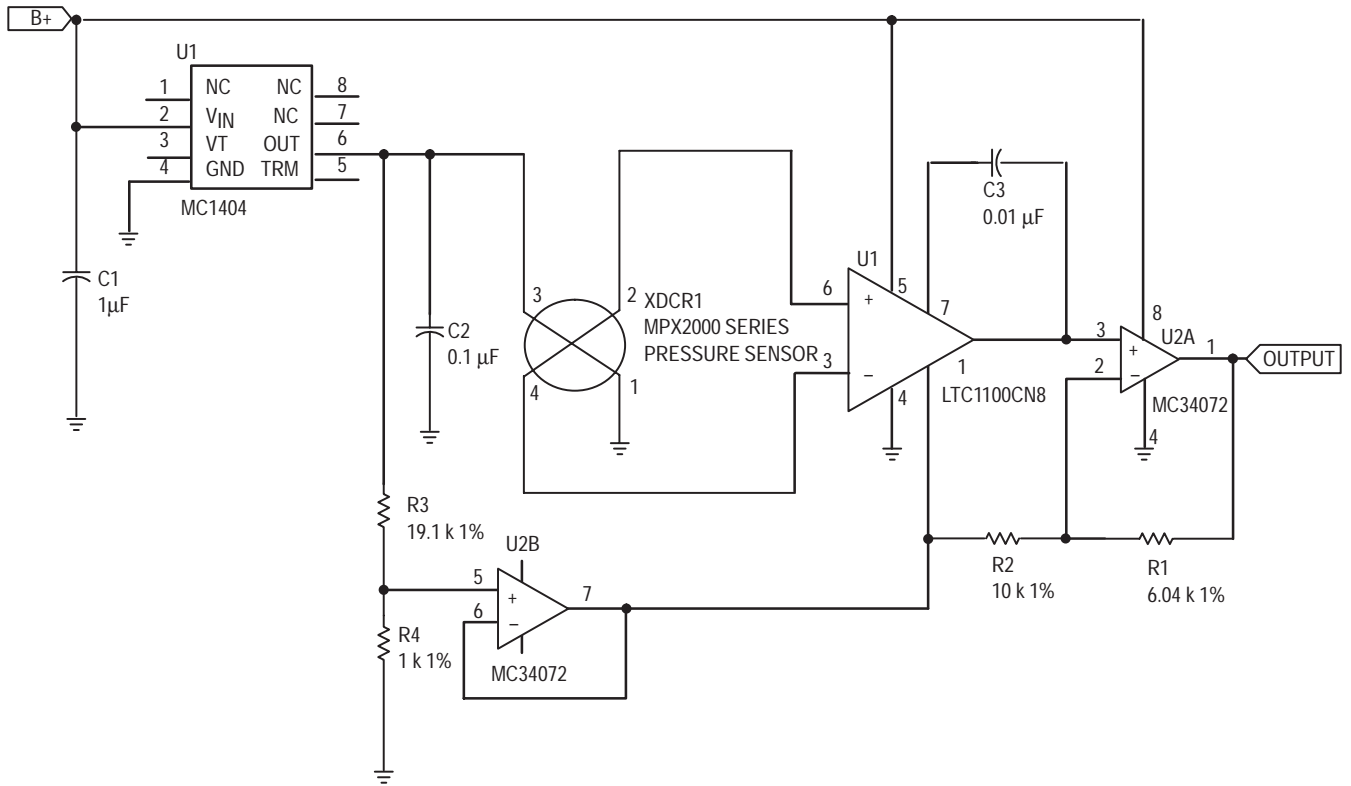 B+
U1
1 NC NC 8
2 VIN NC 7
3 VT OUT 6
4 GND TRM 5
MC1404
C1
1µF
C2
0.1 µF
3
2
4
1
XDCR1
MPX2000 SERIES
PRESSURE SENSOR
C3
0.01 µF
U1
6
+
5
7
3
−
1
4
LTC1100CN8
3
+
8
U2A
2
−
1
OUTPUT
MC34072
4
R3
19.1 k 1%
R4
1 k 1%
U2B
5
+
7
6
−
MC34072
R2
10 k 1%
R1
6.04 k 1%